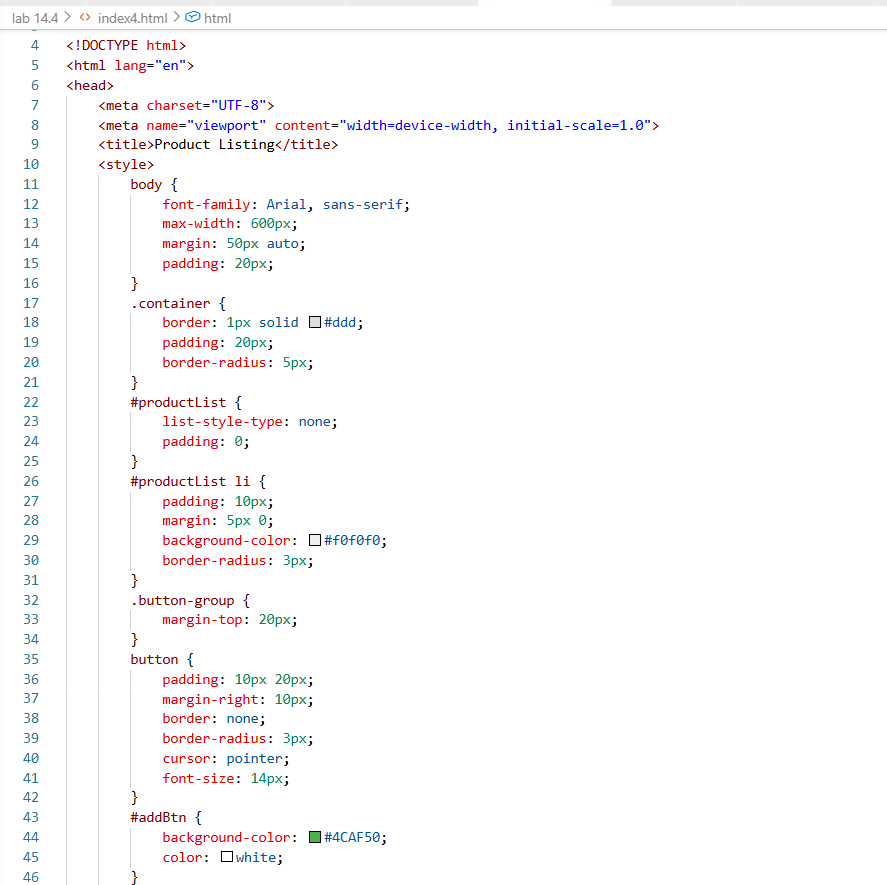 lab 14.4 > <> index4.html > html
4 <!DOCTYPE html>
5 <html lang="en">
6 <head>
7     <meta charset="UTF-8">
8     <meta name="viewport" content="width=device-width, initial-scale=1.0">
9     <title>Product Listing</title>
10     <style>
11         body {
12             font-family: Arial, sans-serif;
13             max-width: 600px;
14             margin: 50px auto;
15             padding: 20px;
16         }
17         .container {
18             border: 1px solid #ddd;
19             padding: 20px;
20             border-radius: 5px;
21         }
22         #productList {
23             list-style-type: none;
24             padding: 0;
25         }
26         #productList li {
27             padding: 10px;
28             margin: 5px 0;
29             background-color: #f0f0f0;
30             border-radius: 3px;
31         }
32         .button-group {
33             margin-top: 20px;
34         }
35         button {
36             padding: 10px 20px;
37             margin-right: 10px;
38             border: none;
39             border-radius: 3px;
40             cursor: pointer;
41             font-size: 14px;
42         }
43         #addBtn {
44             background-color: #4CAF50;
45             color: white;
46         }